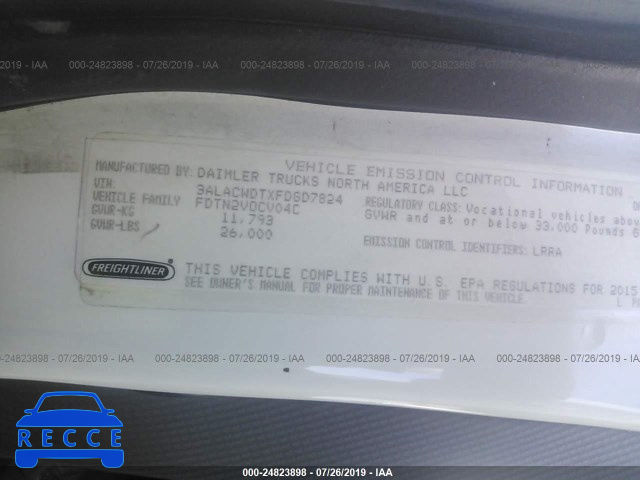 000-24823898 - 07/26/2019 - IAA
000-24823898 - 07/26/2019 - IAA
VEHICLE EMISSION CONTROL INFORMATION
MANUFACTURED BY: DAIMLER TRUCKS NORTH AMERICA LLC
VIN: 3ALACWDTXFDGD7824
VEHICLE FAMILY FDTN2VOCV04C
GVWR-KG 11,793
GVWR-LBS 26,000
REGULATORY CLASS: Vocational vehicles above
GVWR and at or below 33,000 Pounds G
EMISSION CONTROL IDENTIFIERS: LRRA
FREIGHTLINER
THIS VEHICLE COMPLIES WITH U.S. EPA REGULATIONS FOR 2015
SEE OWNER'S MANUAL FOR PROPER MAINTENANCE OF THIS VEHICLE.
000-24823898 - 07/26/2019 - IAA
000-24823898 - 07/26/2019 - IAA
RECCE
000-24823898 - 07/26/2019 - IAA